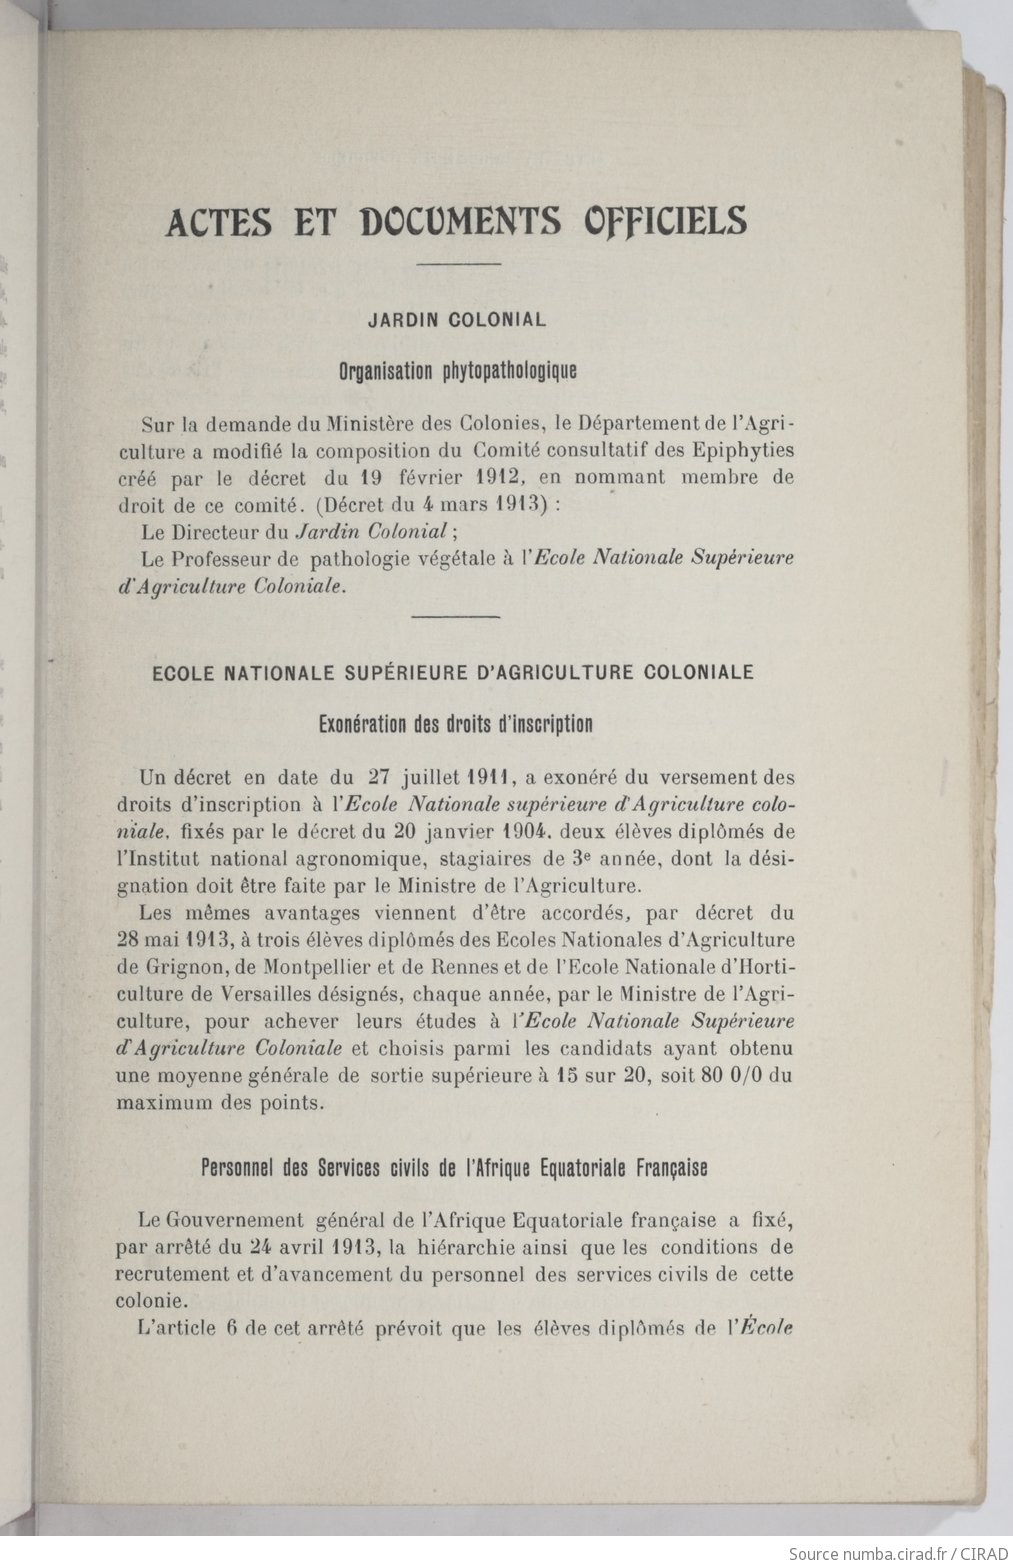 ACTES ET DOCUMENTS OFFICIELS
JARDIN COLONIAL
Organisation phytopathologique
Sur la demande du Ministère des Colonies, le Département de l'Agri-
culture a modifié la composition du Comité consultatif des Epiphyties
créé par le décret du 19 février 1912, en nommant membre de
droit de ce comité. (Décret du 4 mars 1913) :
Le Directeur du Jardin Colonial ;
Le Professeur de pathologie végétale à l'Ecole Nationale Supérieure
d'Agriculture Coloniale.
ECOLE NATIONALE SUPÉRIEURE D'AGRICULTURE COLONIALE
Exonération des droits d'inscription
Un décret en date du 27 juillet 1911, a exonéré du versement des
droits d'inscription à l'Ecole Nationale supérieure d'Agriculture colo-
niale. fixés par le décret du 20 janvier 1904. deux élèves diplômés de
l'Institut national agronomique, stagiaires de 3e année, dont la dési-
gnation doit être faite par le Ministre de l'Agriculture.
Les mêmes avantages viennent d'être accordés, par décret du
28 mai 1913, à trois élèves diplômés des Ecoles Nationales d'Agriculture
de Grignon, de Montpellier et de Rennes et de l'Ecole Nationale d'Horti-
culture de Versailles désignés, chaque année, par le Ministre de l'Agri-
culture, pour achever leurs études à l'Ecole Nationale Supérieure
d'Agriculture Coloniale et choisis parmi les candidats ayant obtenu
une moyenne générale de sortie supérieure à 15 sur 20, soit 80 0/0 du
maximum des points.
Personnel des Services civils de l'Afrique Equatoriale Française
Le Gouvernement général de l'Afrique Equatoriale française a fixé,
par arrêté du 24 avril 1913, la hiérarchie ainsi que les conditions de
recrutement et d'avancement du personnel des services civils de cette
colonie.
L'article 6 de cet arrêté prévoit que les élèves diplômés de l'École
Source numba.cirad.fr / CIRAD